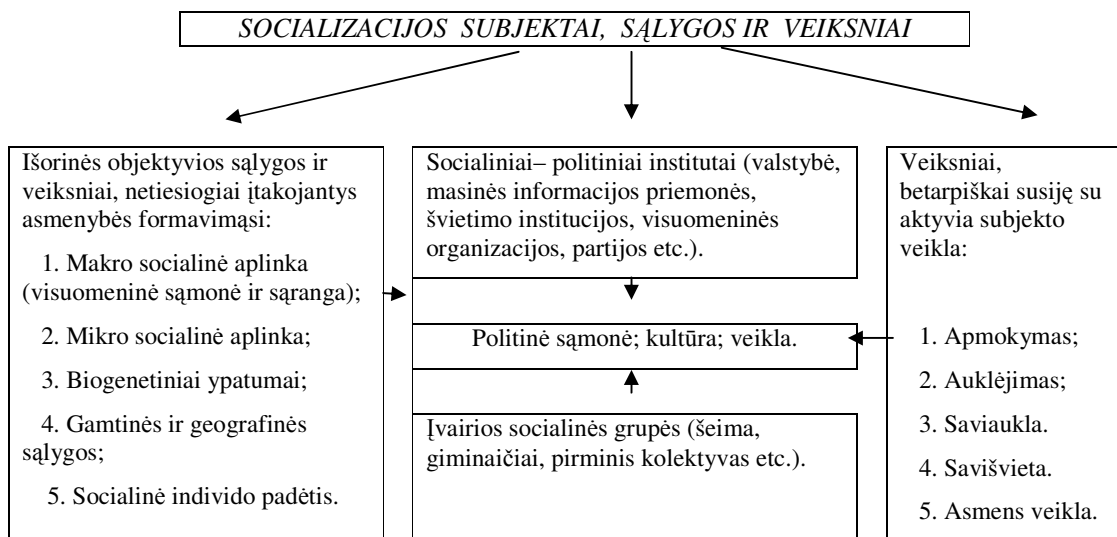 SOCIALIZACIJOS SUBJEKTAI, SĄLYGOS IR VEIKSNIAI
Išorinės objektyvios sąlygos ir
veiksniai, netiesiogiai įtakojantys
asmenybės formavimąsi:
1. Makro socialinė aplinka
(visuomeninė sąmonė ir sąranga);
2. Mikro socialinė aplinka;
3. Biogenetiniai ypatumai;
4. Gamtinės ir geografinės
sąlygos;
5. Socialinė individo padėtis.
Socialiniai– politiniai institutai (valstybė,
masinės informacijos priemonės,
švietimo institucijos, visuomeninės
organizacijos, partijos etc.).
Politinė sąmonė; kultūra; veikla.
Įvairios socialinės grupės (šeima,
giminaičiai, pirminis kolektyvas etc.).
Veiksniai,
betarpiškai susiję su
aktyvia subjekto
veikla:
1. Apmokymas;
2. Auklėjimas;
3. Saviaukla.
4. Savišvieta.
5. Asmens veikla.